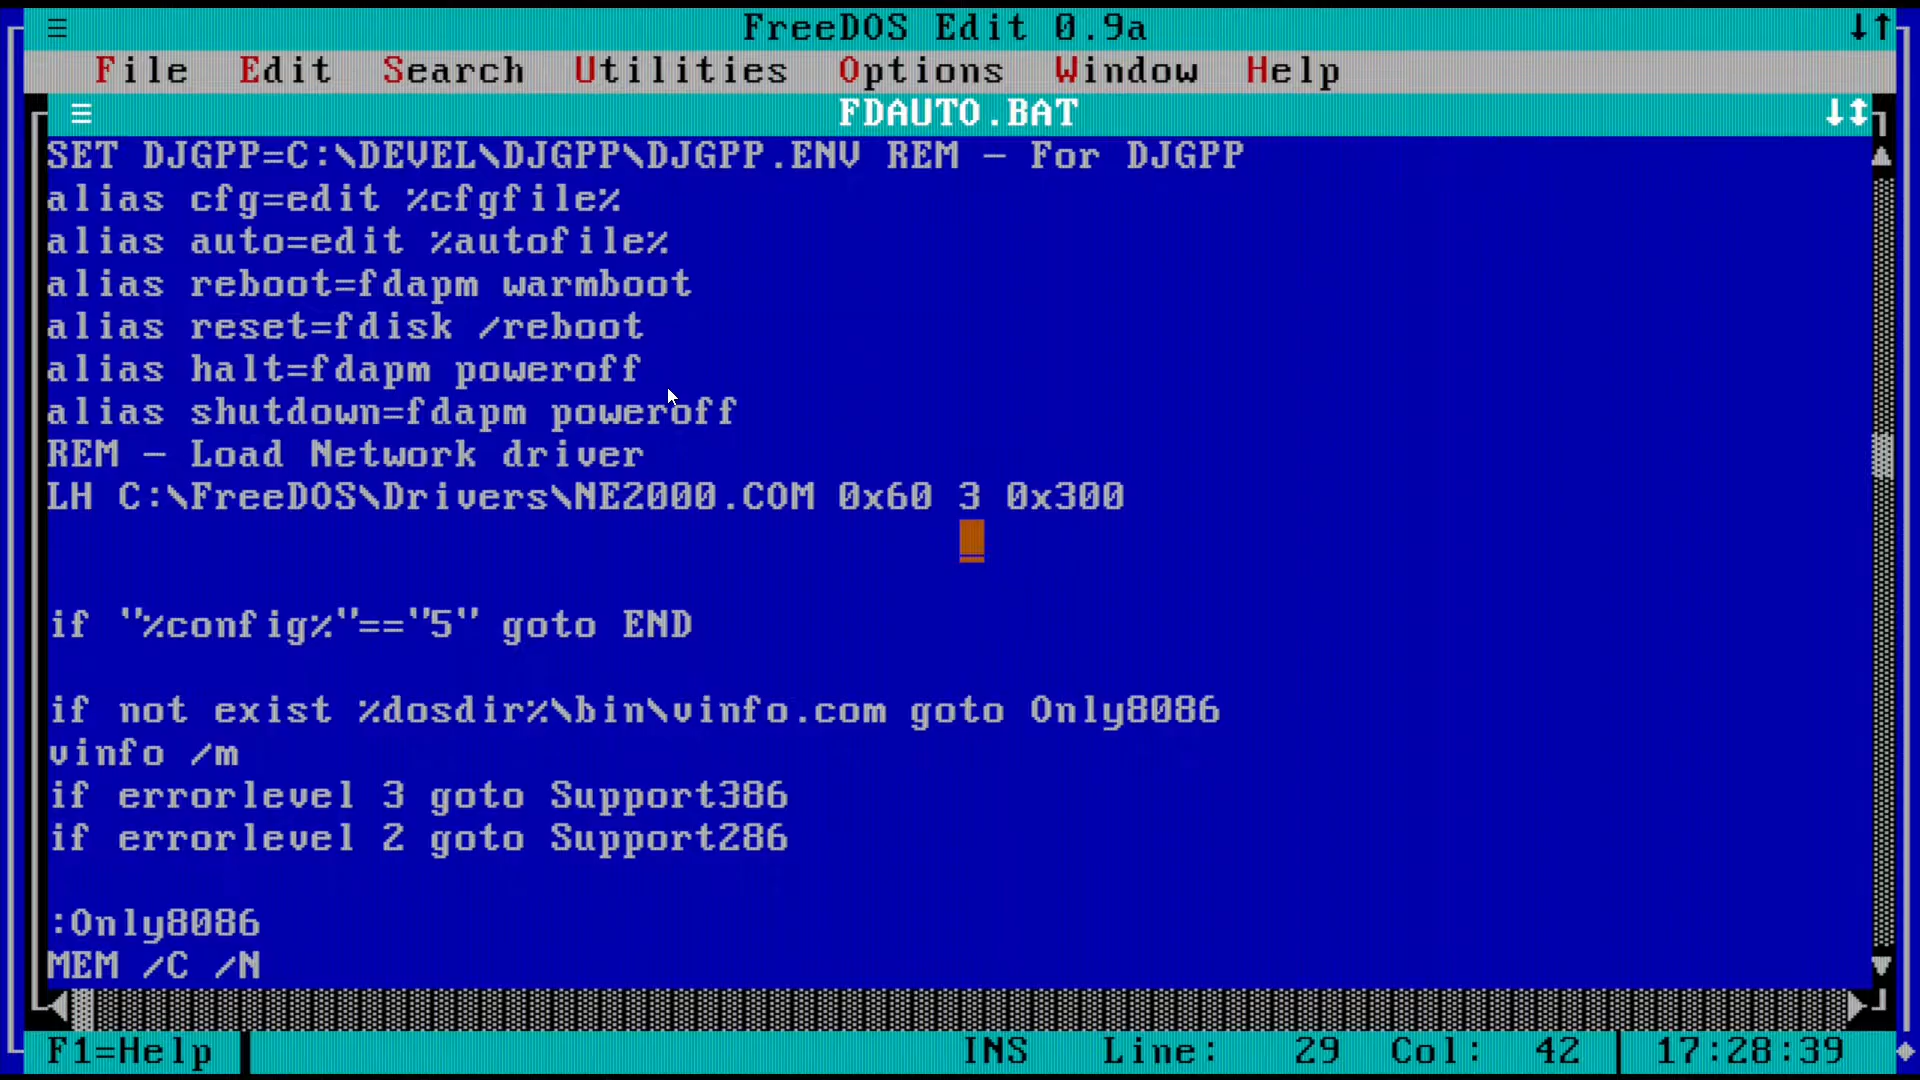 FreeDOS Edit 0.9a
File Edit Search Utilities Options Window Help
FDAUTO.BAT
SET DJGPP=C:\DEVEL\DJGPP\DJGPP.ENV REM - For DJGPP
alias cfg=edit %cfgfile%
alias auto=edit %autofile%
alias reboot=fdapm warmboot
alias reset=fdisk /reboot
alias halt=fdapm poweroff
alias shutdown=fdapm poweroff
REM - Load Network driver
LH C:\FreeDOS\Drivers\NE2000.COM 0x60 3 0x300
if "%config%"=="5" goto END
if not exist %dosdir%\bin\vinfo.com goto Only8086
vinfo /m
if errorlevel 3 goto Support386
if errorlevel 2 goto Support286
:Only8086
MEM /C /N
F1=Help INS Line: 29 Col: 42 17:28:39